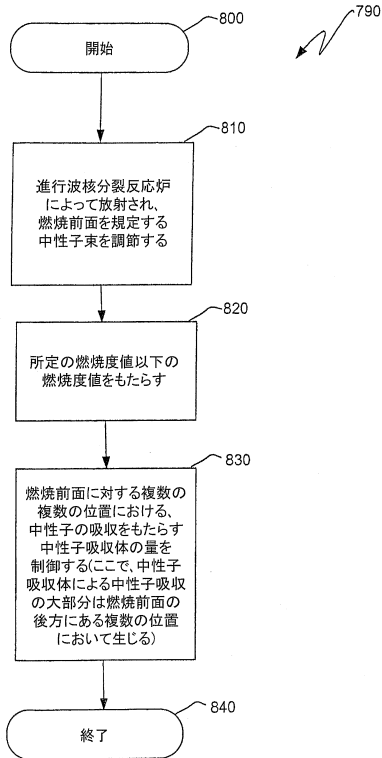 800
790
開始
810
進行波核分裂反応炉
によって放射され、
燃焼前面を規定する
中性子束を調節する
820
所定の燃焼度値以下の
燃焼度値をもたらす
830
燃焼前面に対する複数の
複数の位置における、
中性子の吸収をもたらす
中性子吸収体の量を
制御する(ここで、中性子
吸収体による中性子吸収
の大部分は燃焼前面の
後方にある複数の位置
において生じる)
840
終了